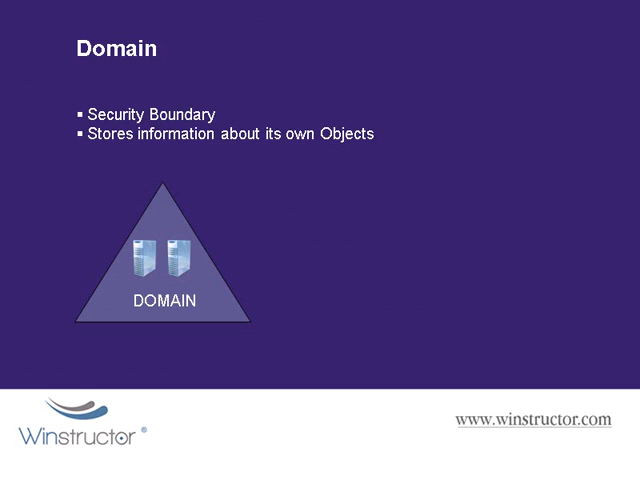 Domain
▪ Security Boundary
▪ Stores information about its own Objects
DOMAIN
Winstructor ®
www.winstructor.com